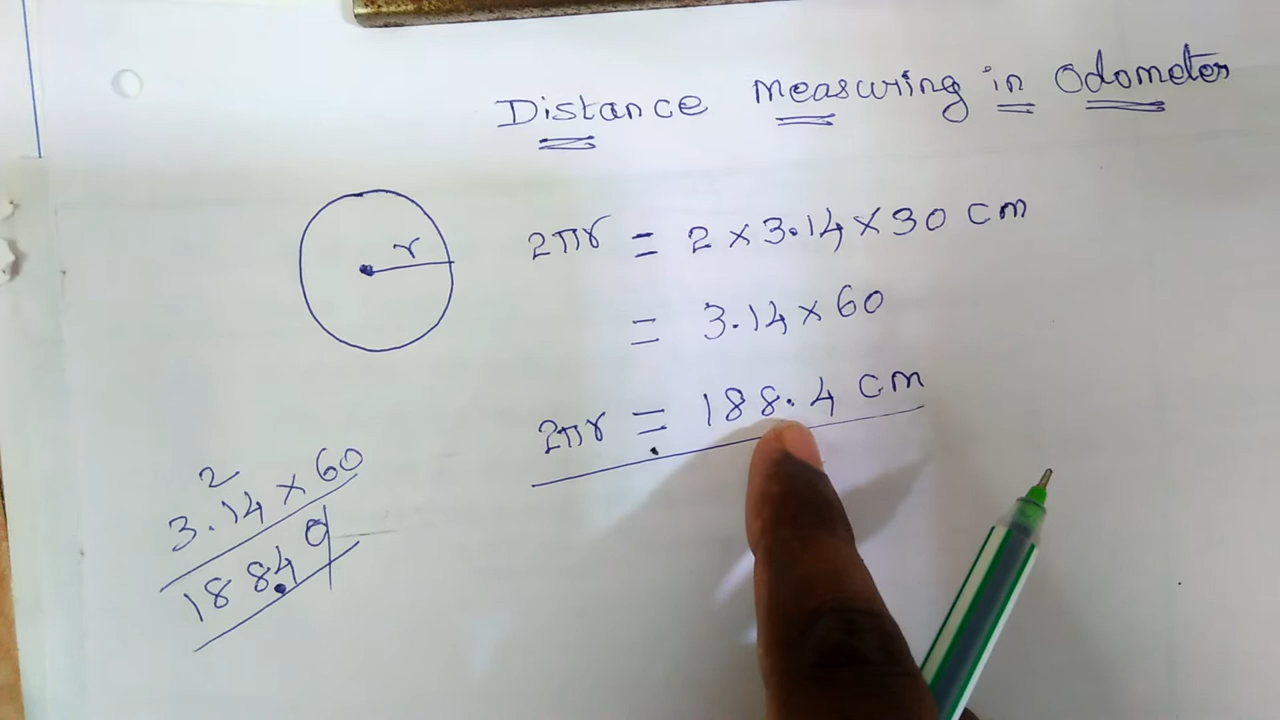 Distance Measuring in Odometer
r
2πr = 2 × 3.14 × 30 cm
= 3.14 × 60
2πr = 188.4 cm
2
3.14 × 60
188.40